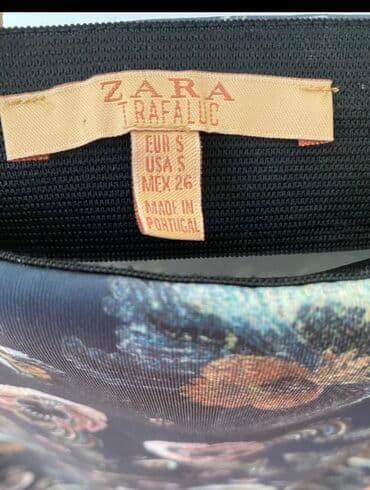 ZARA
TRAFALUC
EUR S
USA S
MEX 26
MADE IN
PORTUGAL